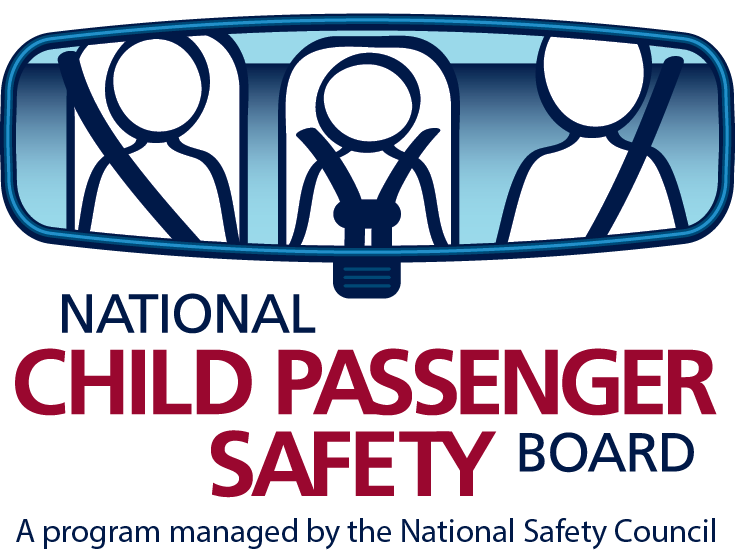 NATIONAL
CHILD PASSENGER
SAFETY BOARD
A program managed by the National Safety Council